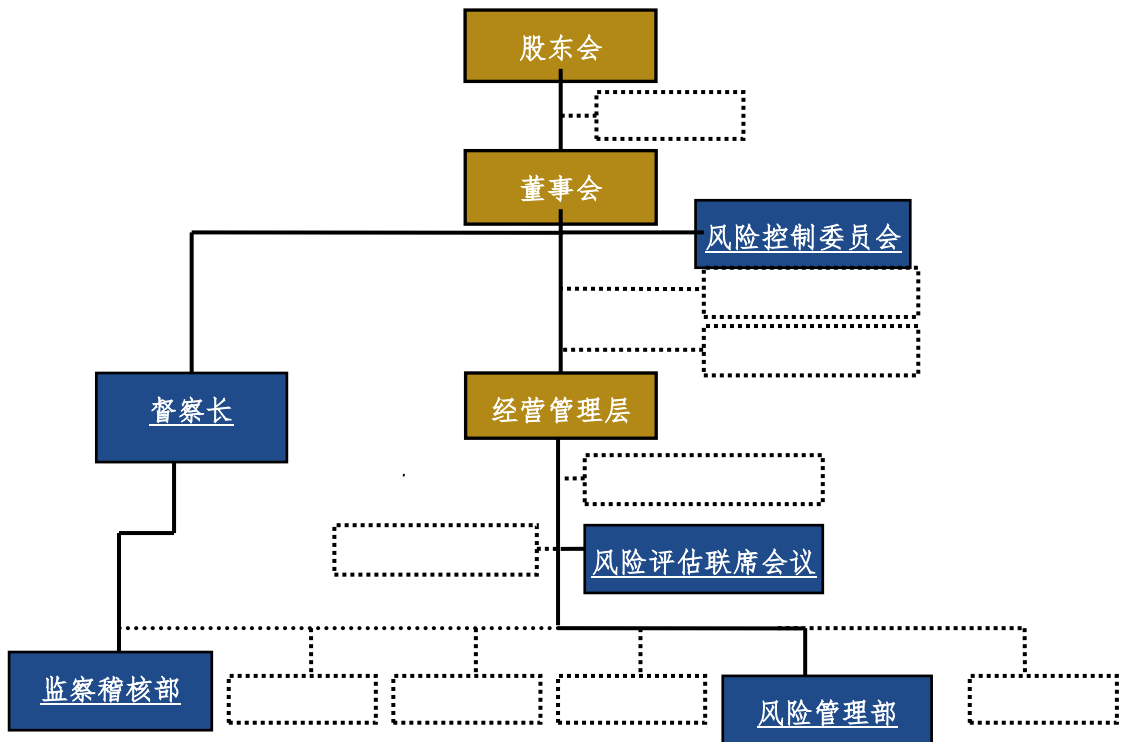 股东会
董事会
风险控制委员会
督察长
经营管理层
风险评估联席会议
监察稽核部
风险管理部